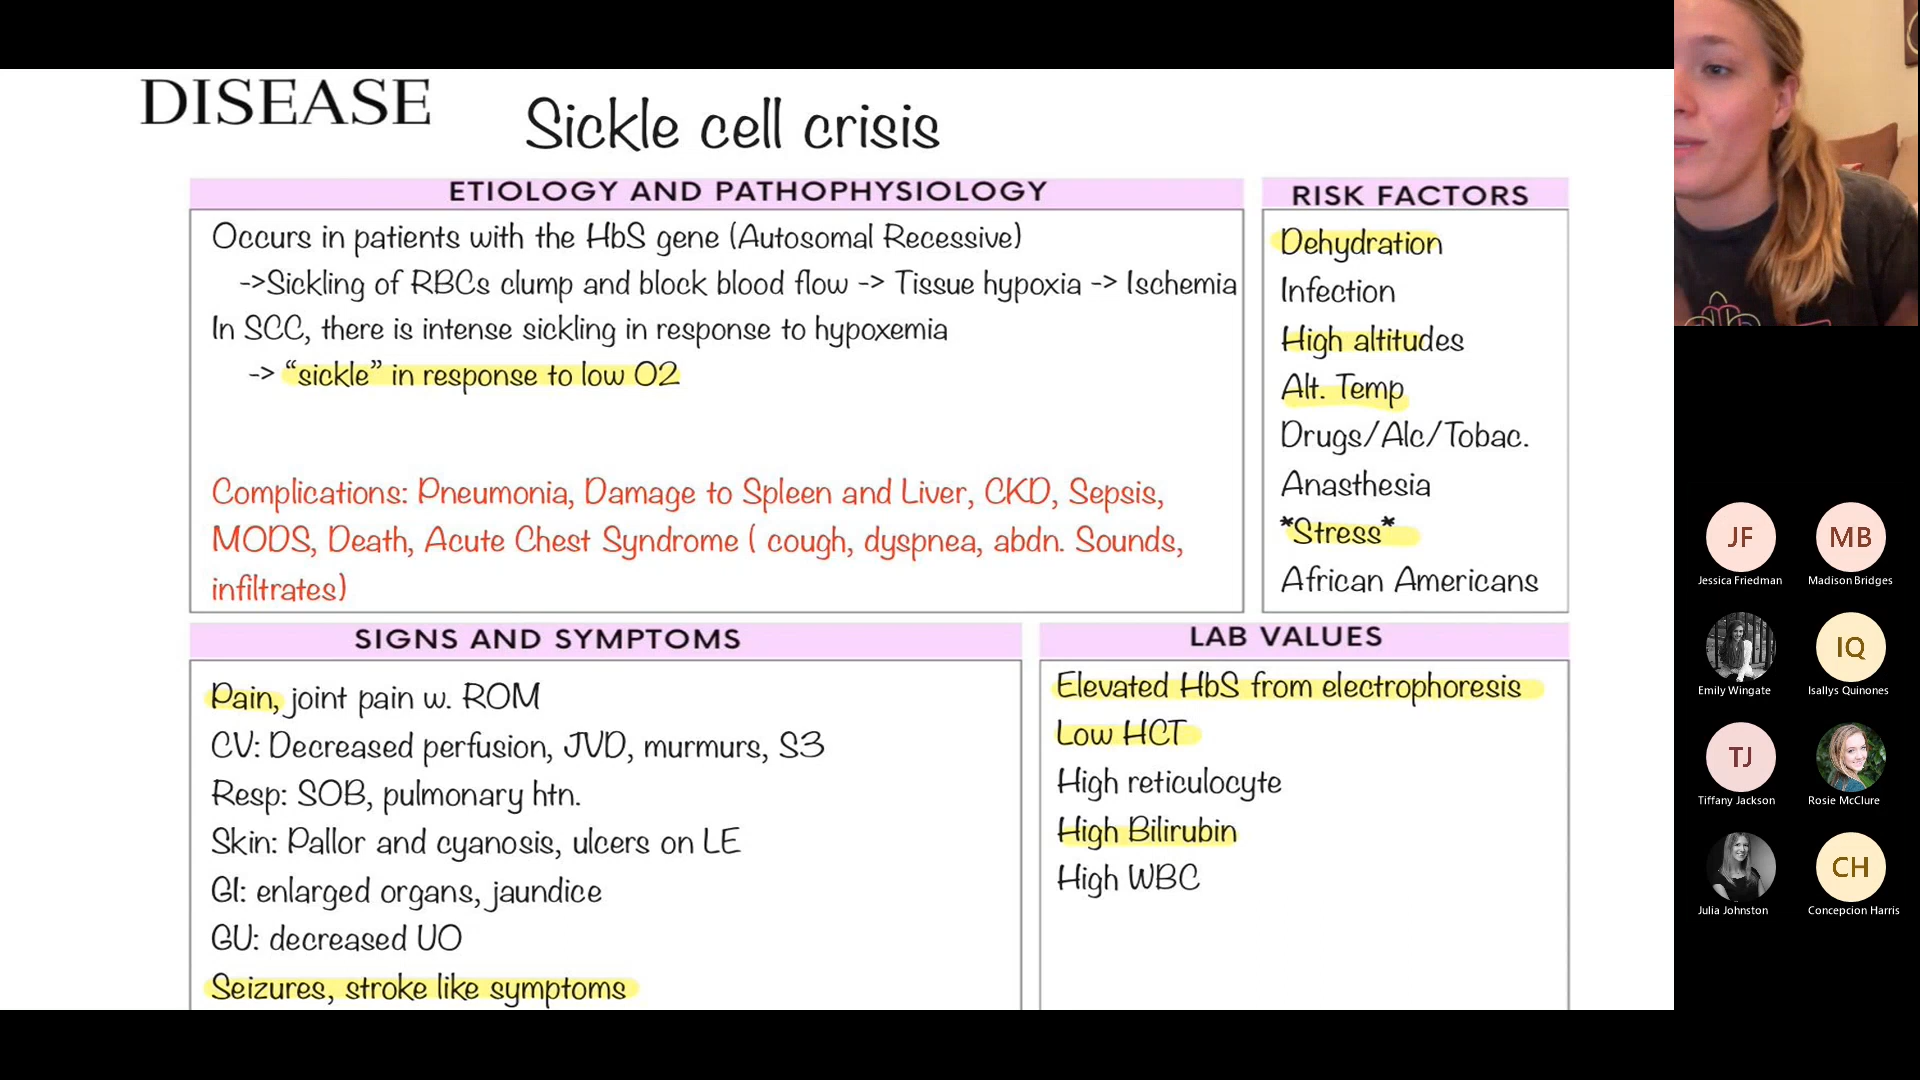 DISEASE
Sickle cell crisis
ETIOLOGY AND PATHOPHYSIOLOGY
Occurs in patients with the HbS gene (Autosomal Recessive)
->Sickling of RBCs clump and block blood flow -> Tissue hypoxia -> Ischemia
In SCC, there is intense sickling in response to hypoxemia
-> “sickle” in response to low O2
Complications: Pneumonia, Damage to Spleen and Liver, CKD, Sepsis,
MODS, Death, Acute Chest Syndrome ( cough, dyspnea, abdn. Sounds,
infiltrates)
RISK FACTORS
Dehydration
Infection
High altitudes
Alt. Temp
Drugs/Alc/Tobac.
Anasthesia
*Stress*
African Americans
SIGNS AND SYMPTOMS
Pain, joint pain w. ROM
CV: Decreased perfusion, JVD, murmurs, S3
Resp: SOB, pulmonary htn.
Skin: Pallor and cyanosis, ulcers on LE
GI: enlarged organs, jaundice
GU: decreased UO
Seizures, stroke like symptoms
LAB VALUES
Elevated HbS from electrophoresis
Low HCT
High reticulocyte
High Bilirubin
High WBC
JF
Jessica Friedman
MB
Madison Bridges
Emily Wingate
IQ
Isallys Quinones
TJ
Tiffany Jackson
Rosie McClure
Julia Johnston
CH
Concepcion Harris